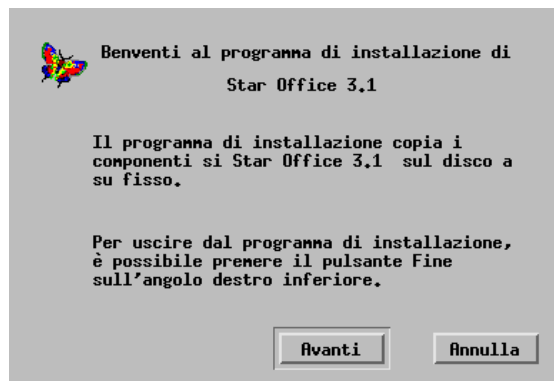 Benventi al programma di installazione di
Star Office 3.1
Il programma di installazione copia i
componenti si Star Office 3.1 sul disco a
su fisso.
Per uscire dal programma di installazione,
è possibile premere il pulsante Fine
sull'angolo destro inferiore.
Avanti Annulla